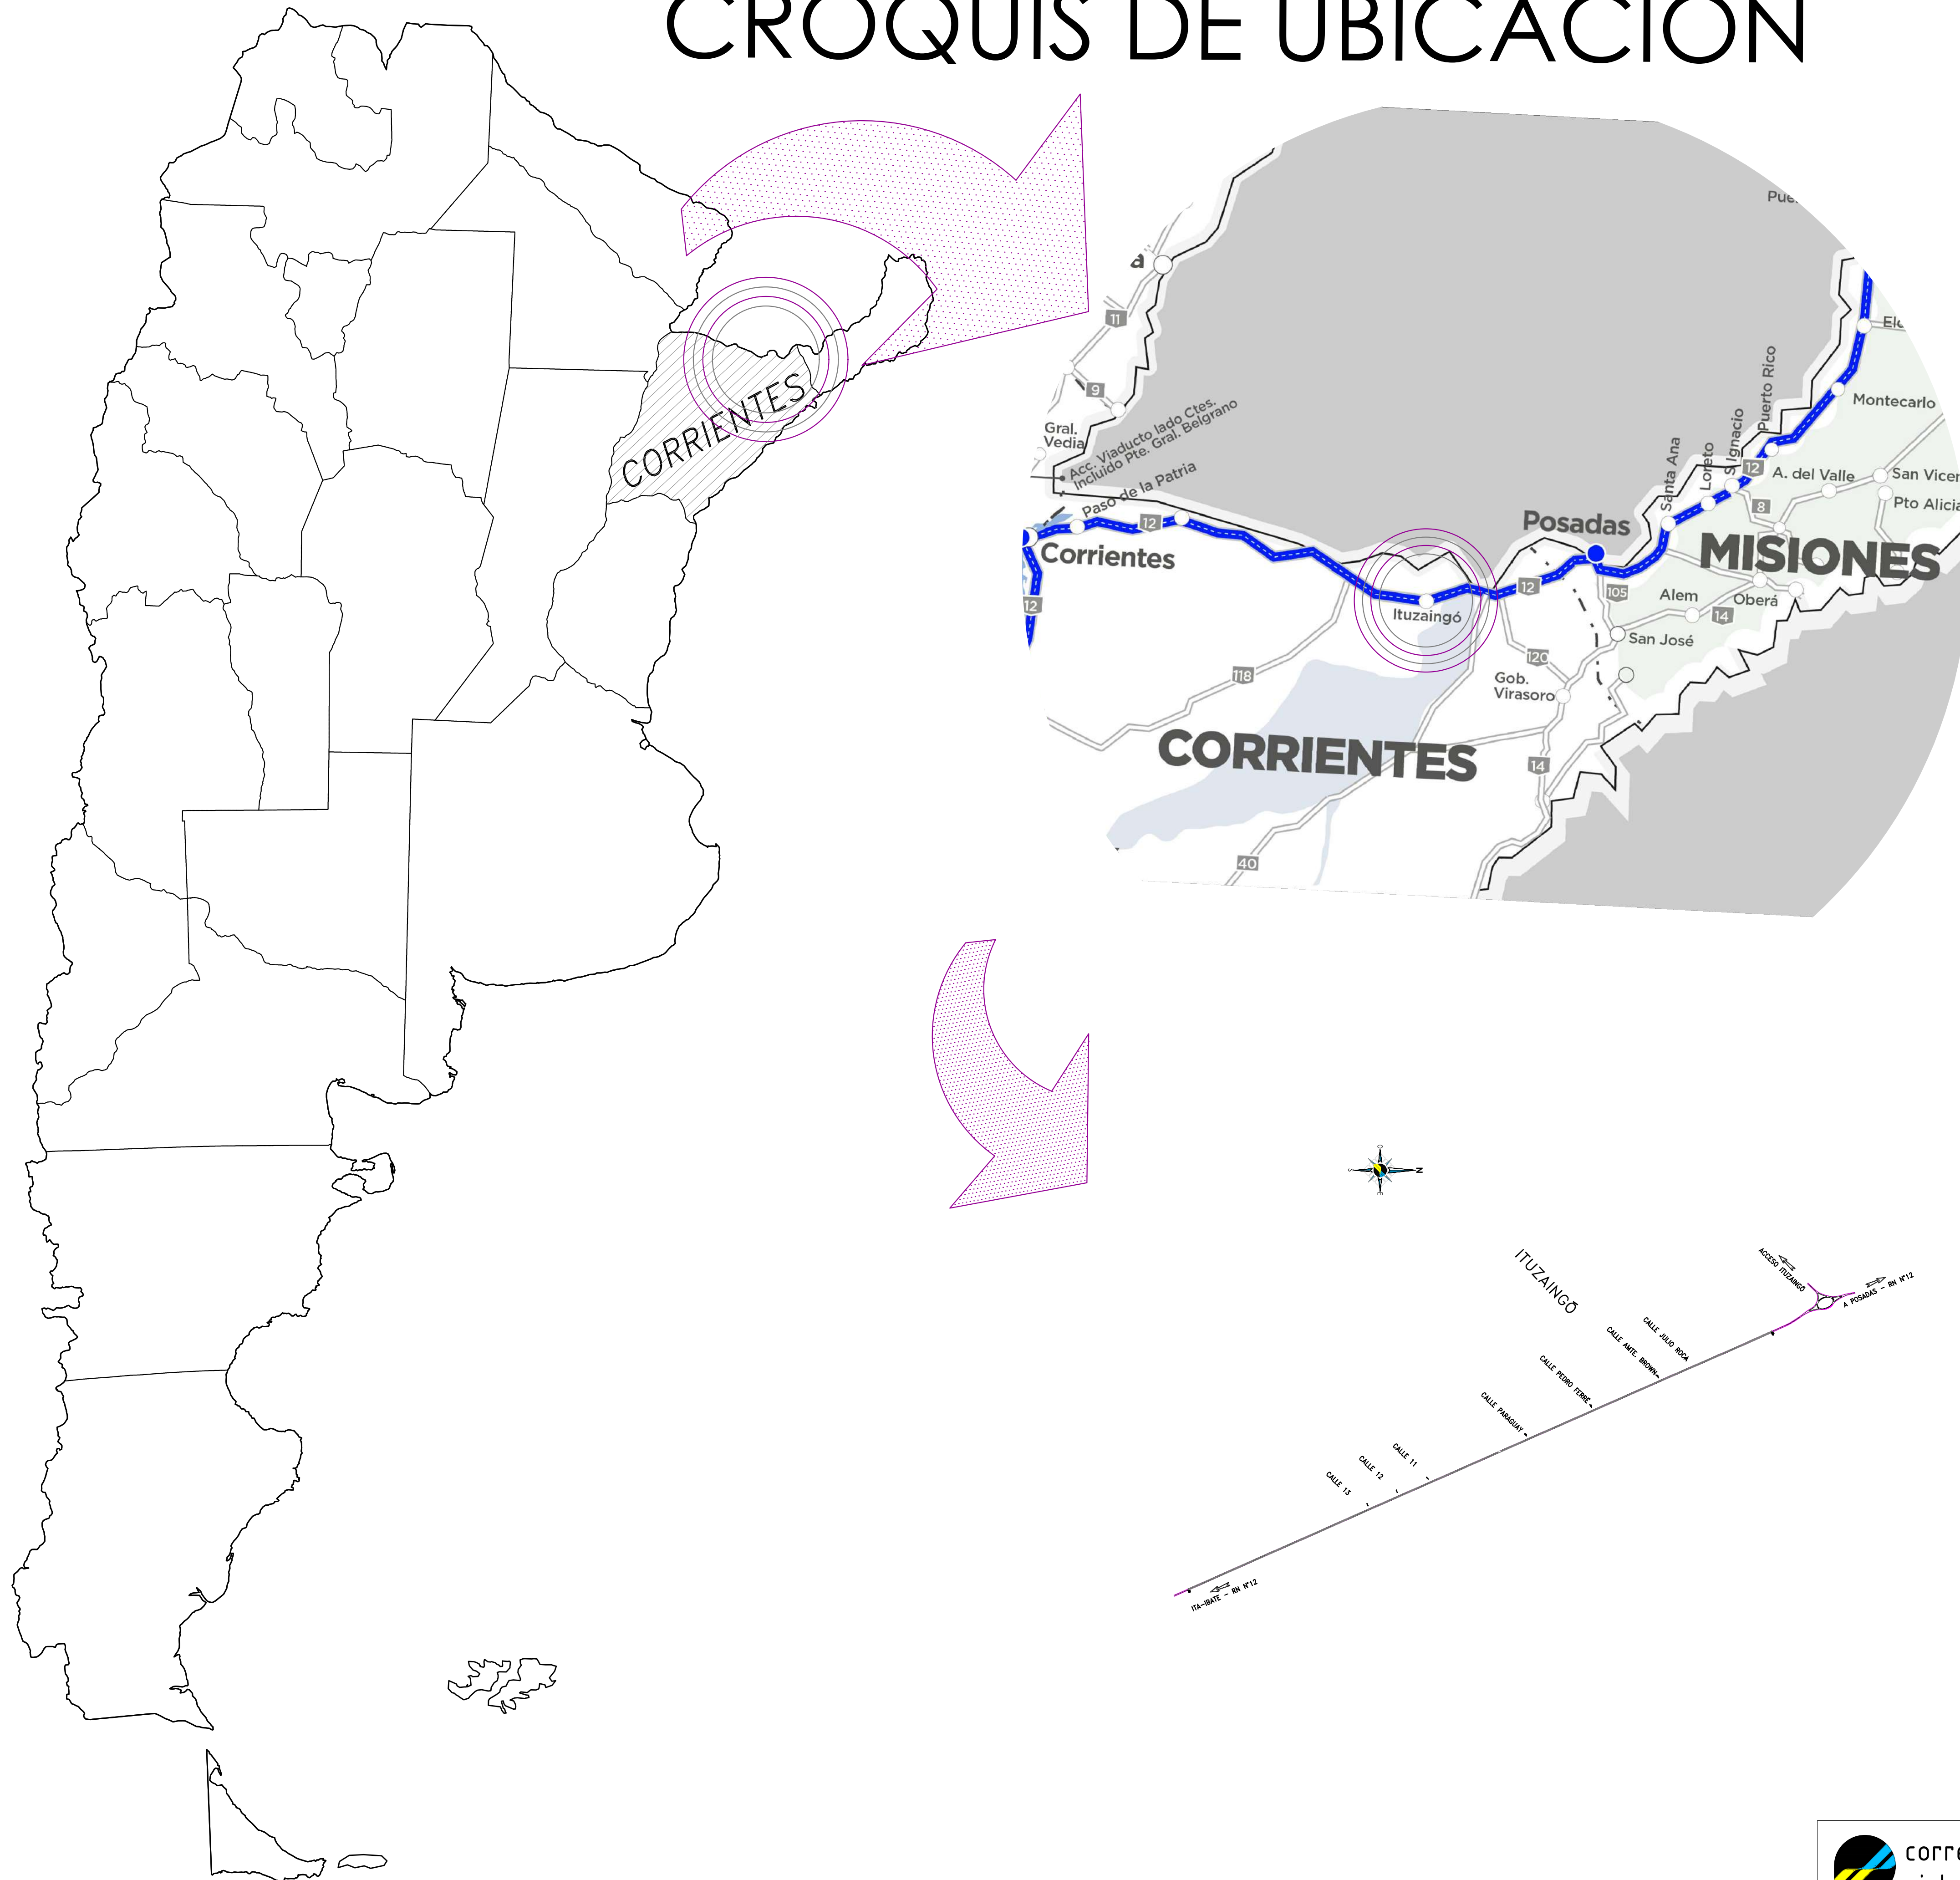 CROQUIS DE UBICACION
CORRIENTES
11
9
Gral.
Vedia
Acc. Viaducto lado Ctes.
Incluido Pte. Gral. Belgrano
Paso de la Patria
12
Corrientes
12
Ituzaingó
118
CORRIENTES
40
Posadas
12
120
Gob.
Virasoro
14
105
San José
Alem
Oberá
14
MISIONES
Santa Ana
Loreto
S. Ignacio
Puerto Rico
12
8
A. del Valle
San Vicen
Pto Alicia
Montecarlo
S
N
O
E
ITUZAINGÓ
ACCESO ITUZAINGÓ
A POSADAS - RN N°12
CALLE JULIO ROCA
CALLE AMTE. BROWN
CALLE PEDRO FERRÉ
CALLE PARAGUAY
CALLE 11
CALLE 12
CALLE 13
ITA-IBATE - RN N°12
corre